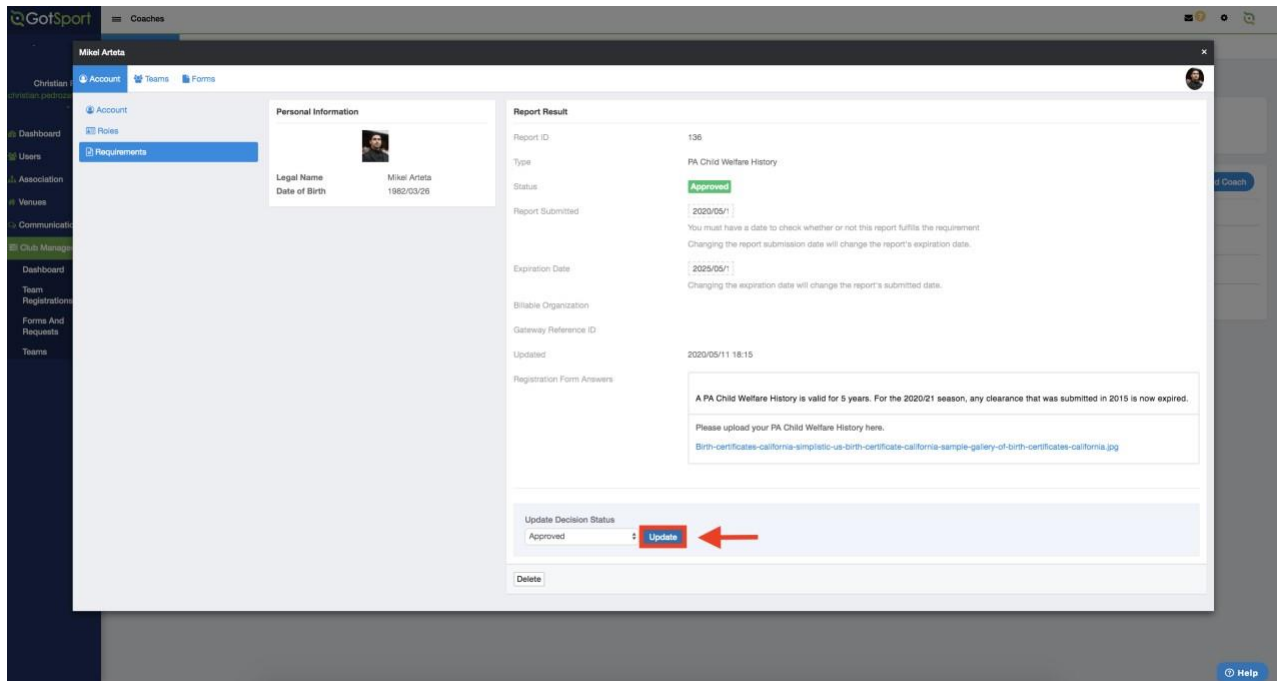 GotSport
Coaches
Mikel Arteta
×
Account Teams Forms
Christian
Dashboard
Users
Association
Venues
Club
Dashboard
Team
Registrations
Forms And
Requests
Teams
Account
Roles
Requirements
Personal Information
Legal Name Mikel Arteta
Date of Birth 1982/03/26
Report Result
Report ID 136
Type PA Child Welfare History
Status Approved
Report Submitted 2020/05/1
You must have a date to check whether or not this report fulfills the requirement
Changing the report submission date will change the report's expiration date.
Expiration Date 2025/05/1
Changing the expiration date will change the report's submitted date.
Billable Organization
Gateway Reference ID
Updated 2020/05/11 18:15
Registration Form Answers
A PA Child Welfare History is valid for 5 years. For the 2020/21 season, any clearance that was submitted in 2015 is now expired.
Please upload your PA Child Welfare History here.
Birth-certificates-california-simplistic-us-birth-certificate-california-sample-gallery-of-birth-certificates-california.jpg
Update Decision Status
Approved Update
Delete
Coach
Help